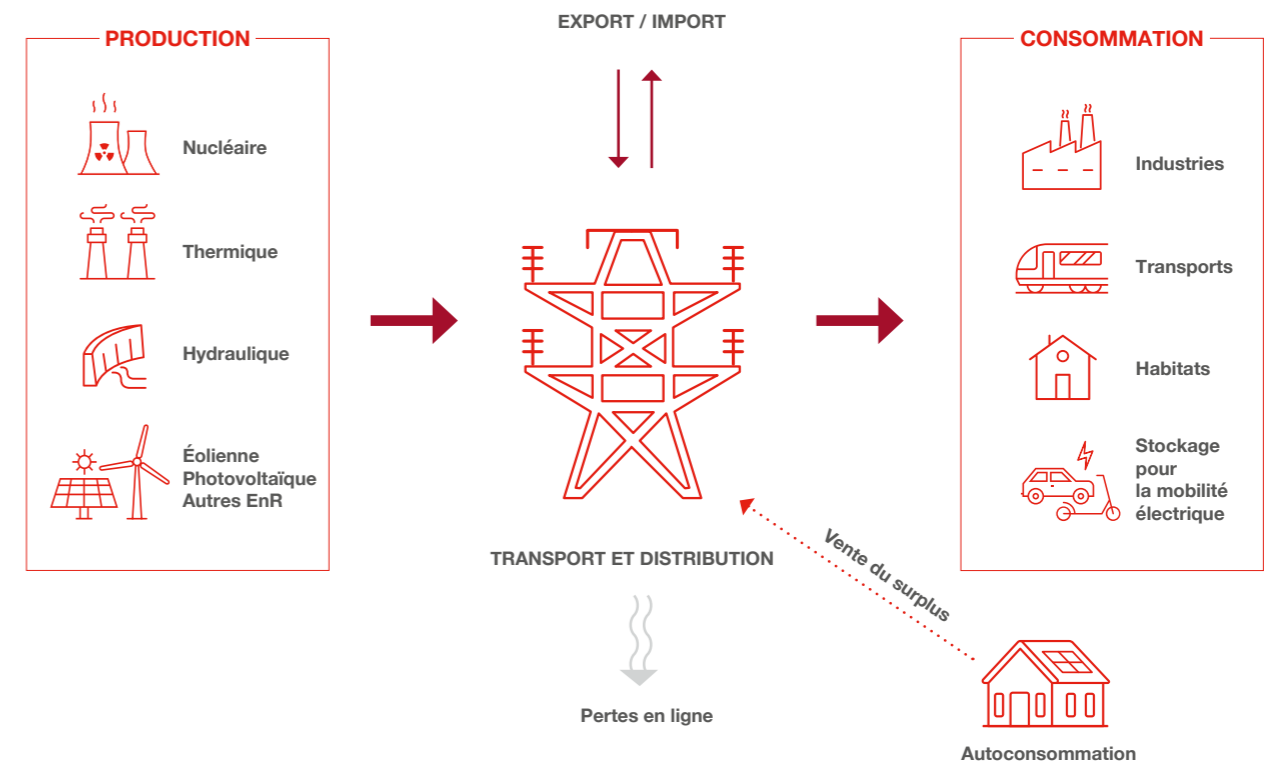 EXPORT / IMPORT
PRODUCTION
Nucléaire
Thermique
Hydraulique
Éolienne
Photovoltaïque
Autres EnR
TRANSPORT ET DISTRIBUTION
Pertes en ligne
CONSOMMATION
Industries
Transports
Habitats
Stockage
pour
la mobilité
électrique
Vente du surplus
Autoconsommation